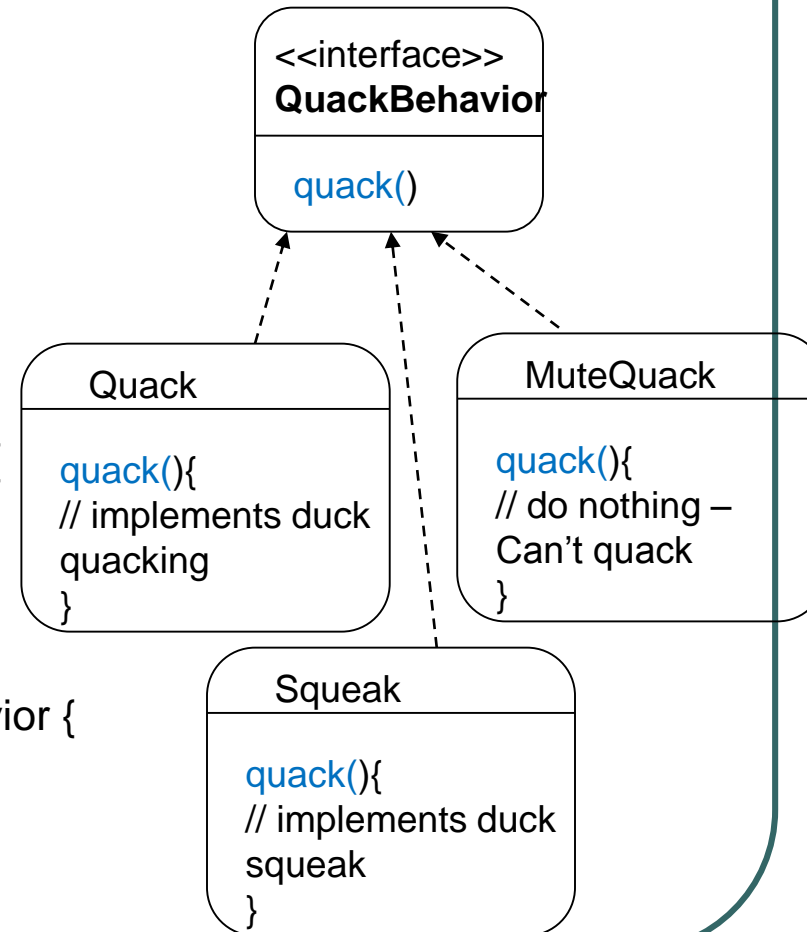 <<interface>>
QuackBehavior
quack()
Quack
quack(){
// implements duck
quacking
}
MuteQuack
quack(){
// do nothing –
Can't quack
}
ior {
Squeak
quack(){
// implements duck
squeak
}